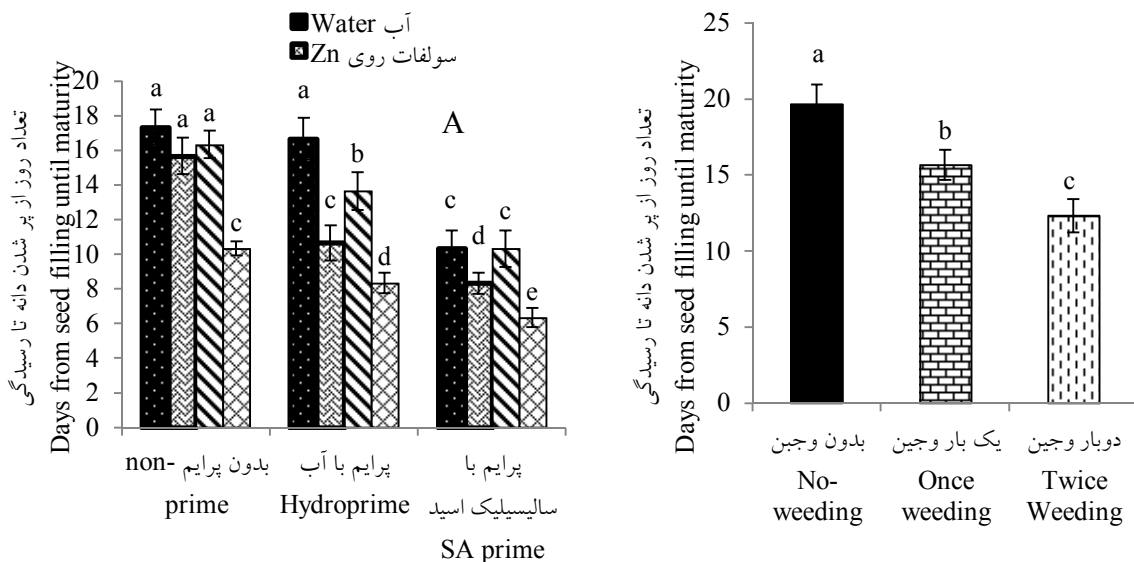 Water آب
Zn سولفات روی
تعداد روز از پر شدن دانه تا رسیدگی
Days from seed filling until maturity
20
18
16
14
12
10
8
6
4
2
0
a
a
a
c
a
c
b
d
c
d
c
e
A
بدون پرایم non-
prime
پرایم با آب
Hydroprime
پرایم با
سالیسیلیک اسید
SA prime
تعداد روز از پر شدن دانه تا رسیدگی
Days from seed filling until maturity
25
20
15
10
5
0
a
b
c
بدون وجین
No-
weeding
یک بار وجین
Once
weeding
دوبار وجین
Twice
Weeding